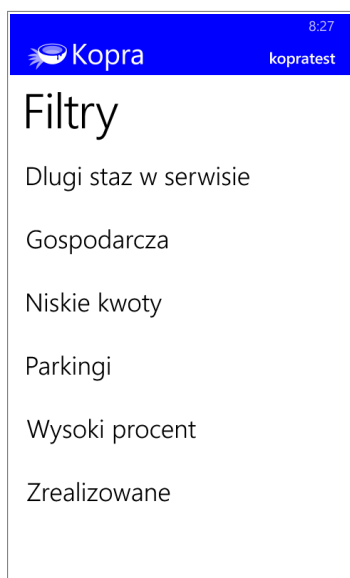 8:27
Kopra
kopratest
Filtry
Dlugi staz w serwisie
Gospodarcza
Niskie kwoty
Parkingi
Wysoki procent
Zrealizowane